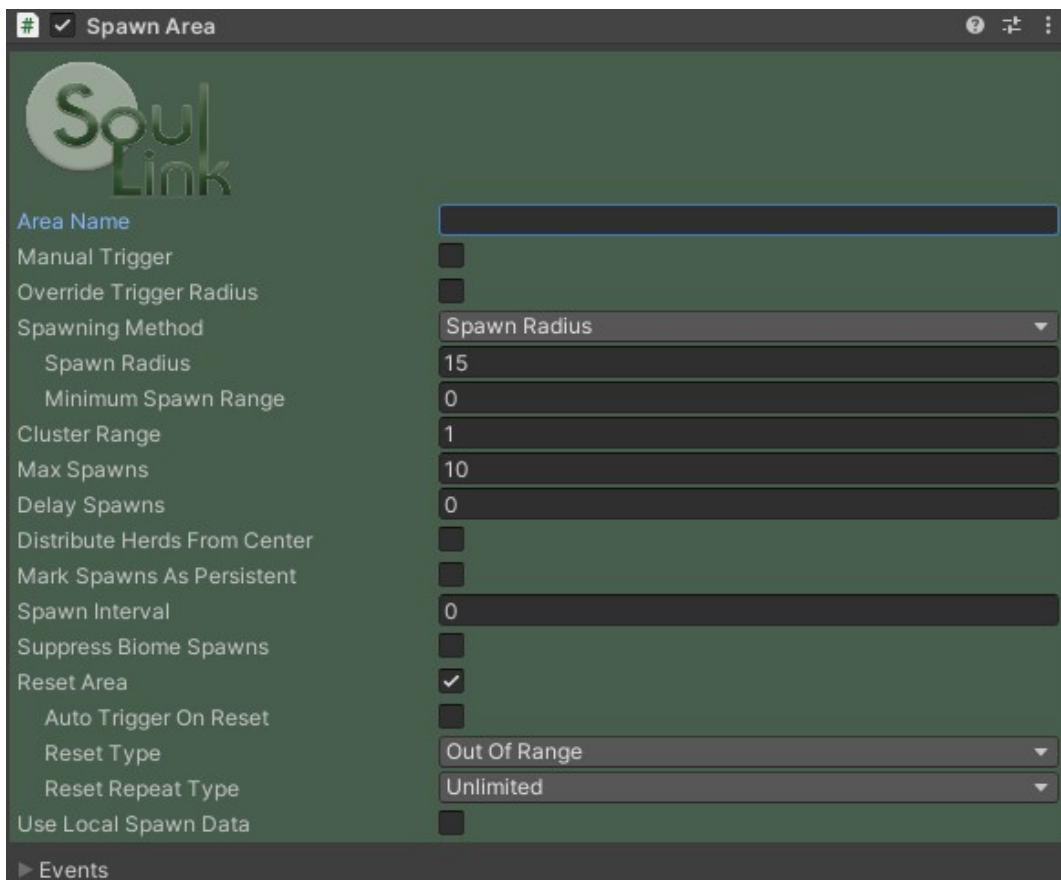 # Spawn Area
Soul
Link
Area Name
Manual Trigger
Override Trigger Radius
Spawning Method Spawn Radius
Spawn Radius 15
Minimum Spawn Range 0
Cluster Range 1
Max Spawns 10
Delay Spawns 0
Distribute Herds From Center
Mark Spawns As Persistent
Spawn Interval 0
Suppress Biome Spawns
Reset Area
Auto Trigger On Reset
Reset Type Out Of Range
Reset Repeat Type Unlimited
Use Local Spawn Data
Events